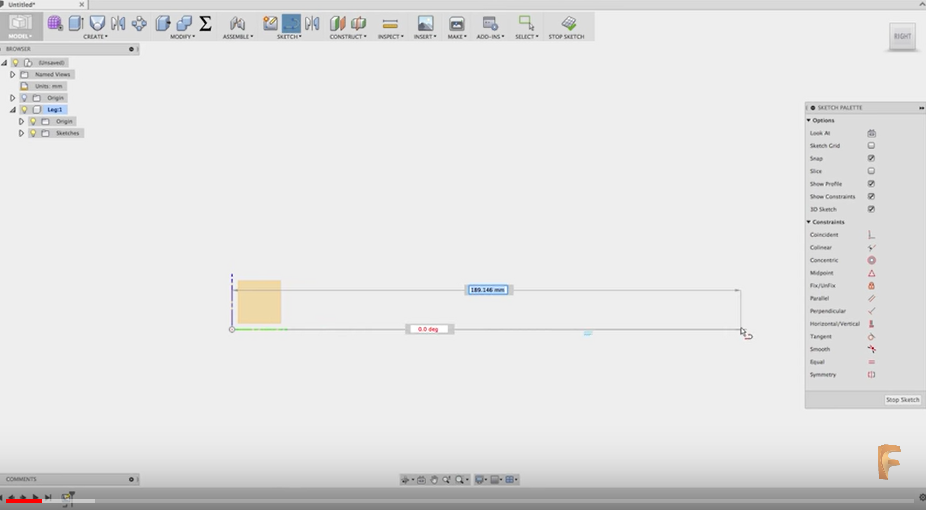 Untitled*
MODEL
CREATE
MODIFY
ASSEMBLE
SKETCH
CONSTRUCT
INSPECT
INSERT
MAKE
ADD-INS
SELECT
STOP SKETCH
RIGHT
BROWSER
(Unsaved)
Named Views
Units: mm
Origin
Leg:1
Origin
Sketches
189.146 mm
0.0 deg
SKETCH PALETTE
Options
Look At
Sketch Grid
Snap
Slice
Show Profile
Show Constraints
3D Sketch
Constraints
Coincident
Colinear
Concentric
Midpoint
Fix/UnFix
Parallel
Perpendicular
Horizontal/Vertical
Tangent
Smooth
Equal
Symmetry
Stop Sketch
COMMENTS